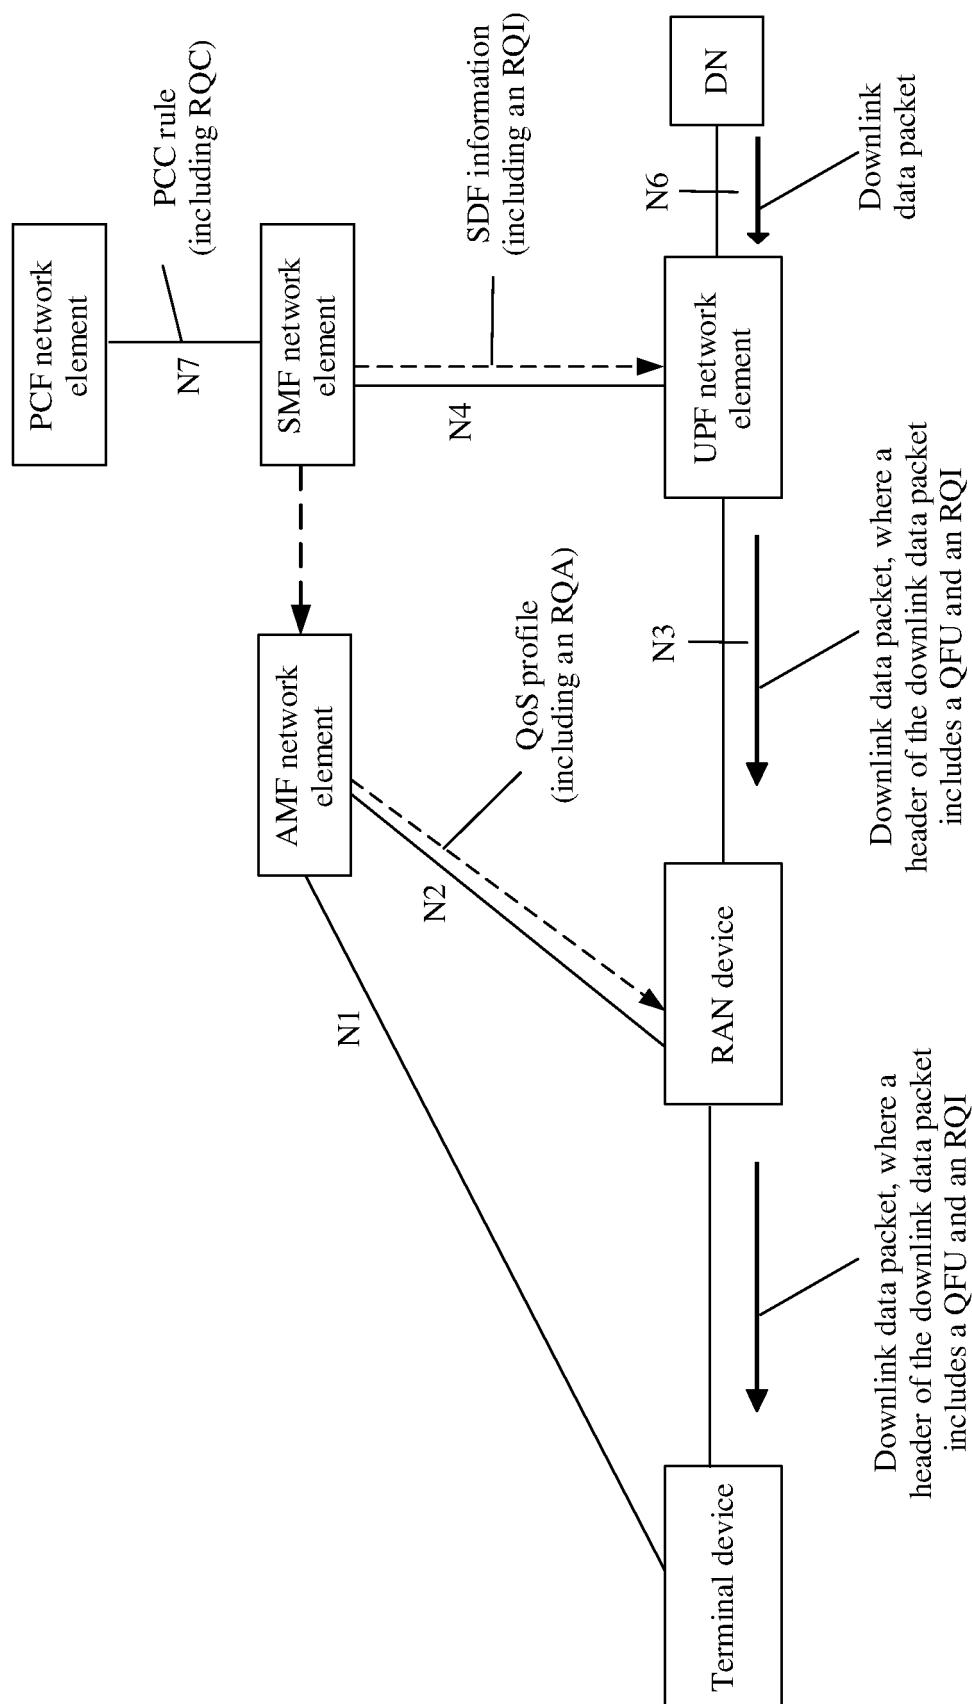 PCF network
element
PCC rule
(including RQC)
N7
SMF network
element
SDF information
(including an RQI)
N4
AMF network
element
QoS profile
(including an RQA)
N2
N1
Terminal device
RAN device
UPF network
element
DN
N3
N6
Downlink data packet, where a
header of the downlink data packet
includes a QFU and an RQI
Downlink data packet, where a
header of the downlink data packet
includes a QFU and an RQI
Downlink
data packet